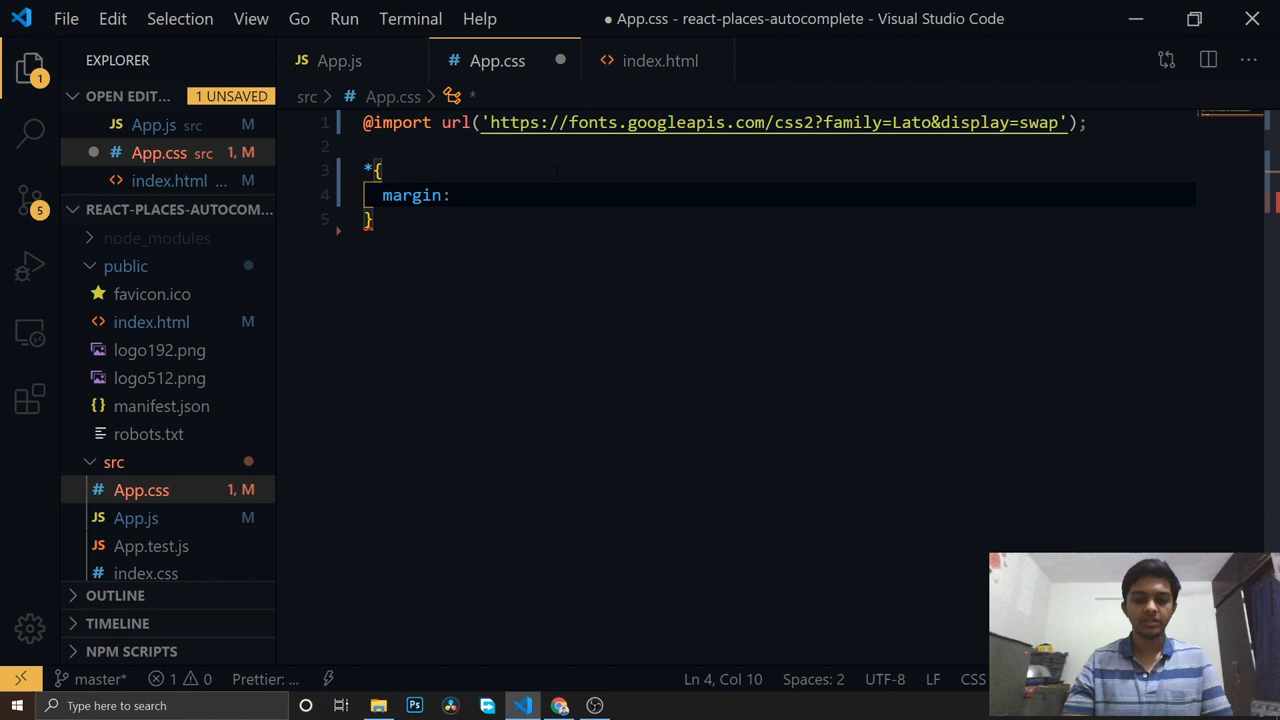 File Edit Selection View Go Run Terminal Help ● App.css - react-places-autocomplete - Visual Studio Code
EXPLORER
JS App.js
# App.css
<> index.html
1
OPEN EDIT... 1 UNSAVED
JS App.js src M
# App.css src 1, M
<> index.html ... M
src > # App.css > *
1 @import url('https://fonts.googleapis.com/css2?family=Lato&display=swap');
2
3 *{
4 margin:
5 }
5
REACT-PLACES-AUTOCOM...
node_modules
public
favicon.ico
<> index.html M
logo192.png
logo512.png
{} manifest.json
robots.txt
src
# App.css 1, M
JS App.js M
JS App.test.js
# index.css
OUTLINE
TIMELINE
NPM SCRIPTS
master* 1 0 Prettier: ... Ln 4, Col 10 Spaces: 2 UTF-8 LF CSS
Type here to search
Ps